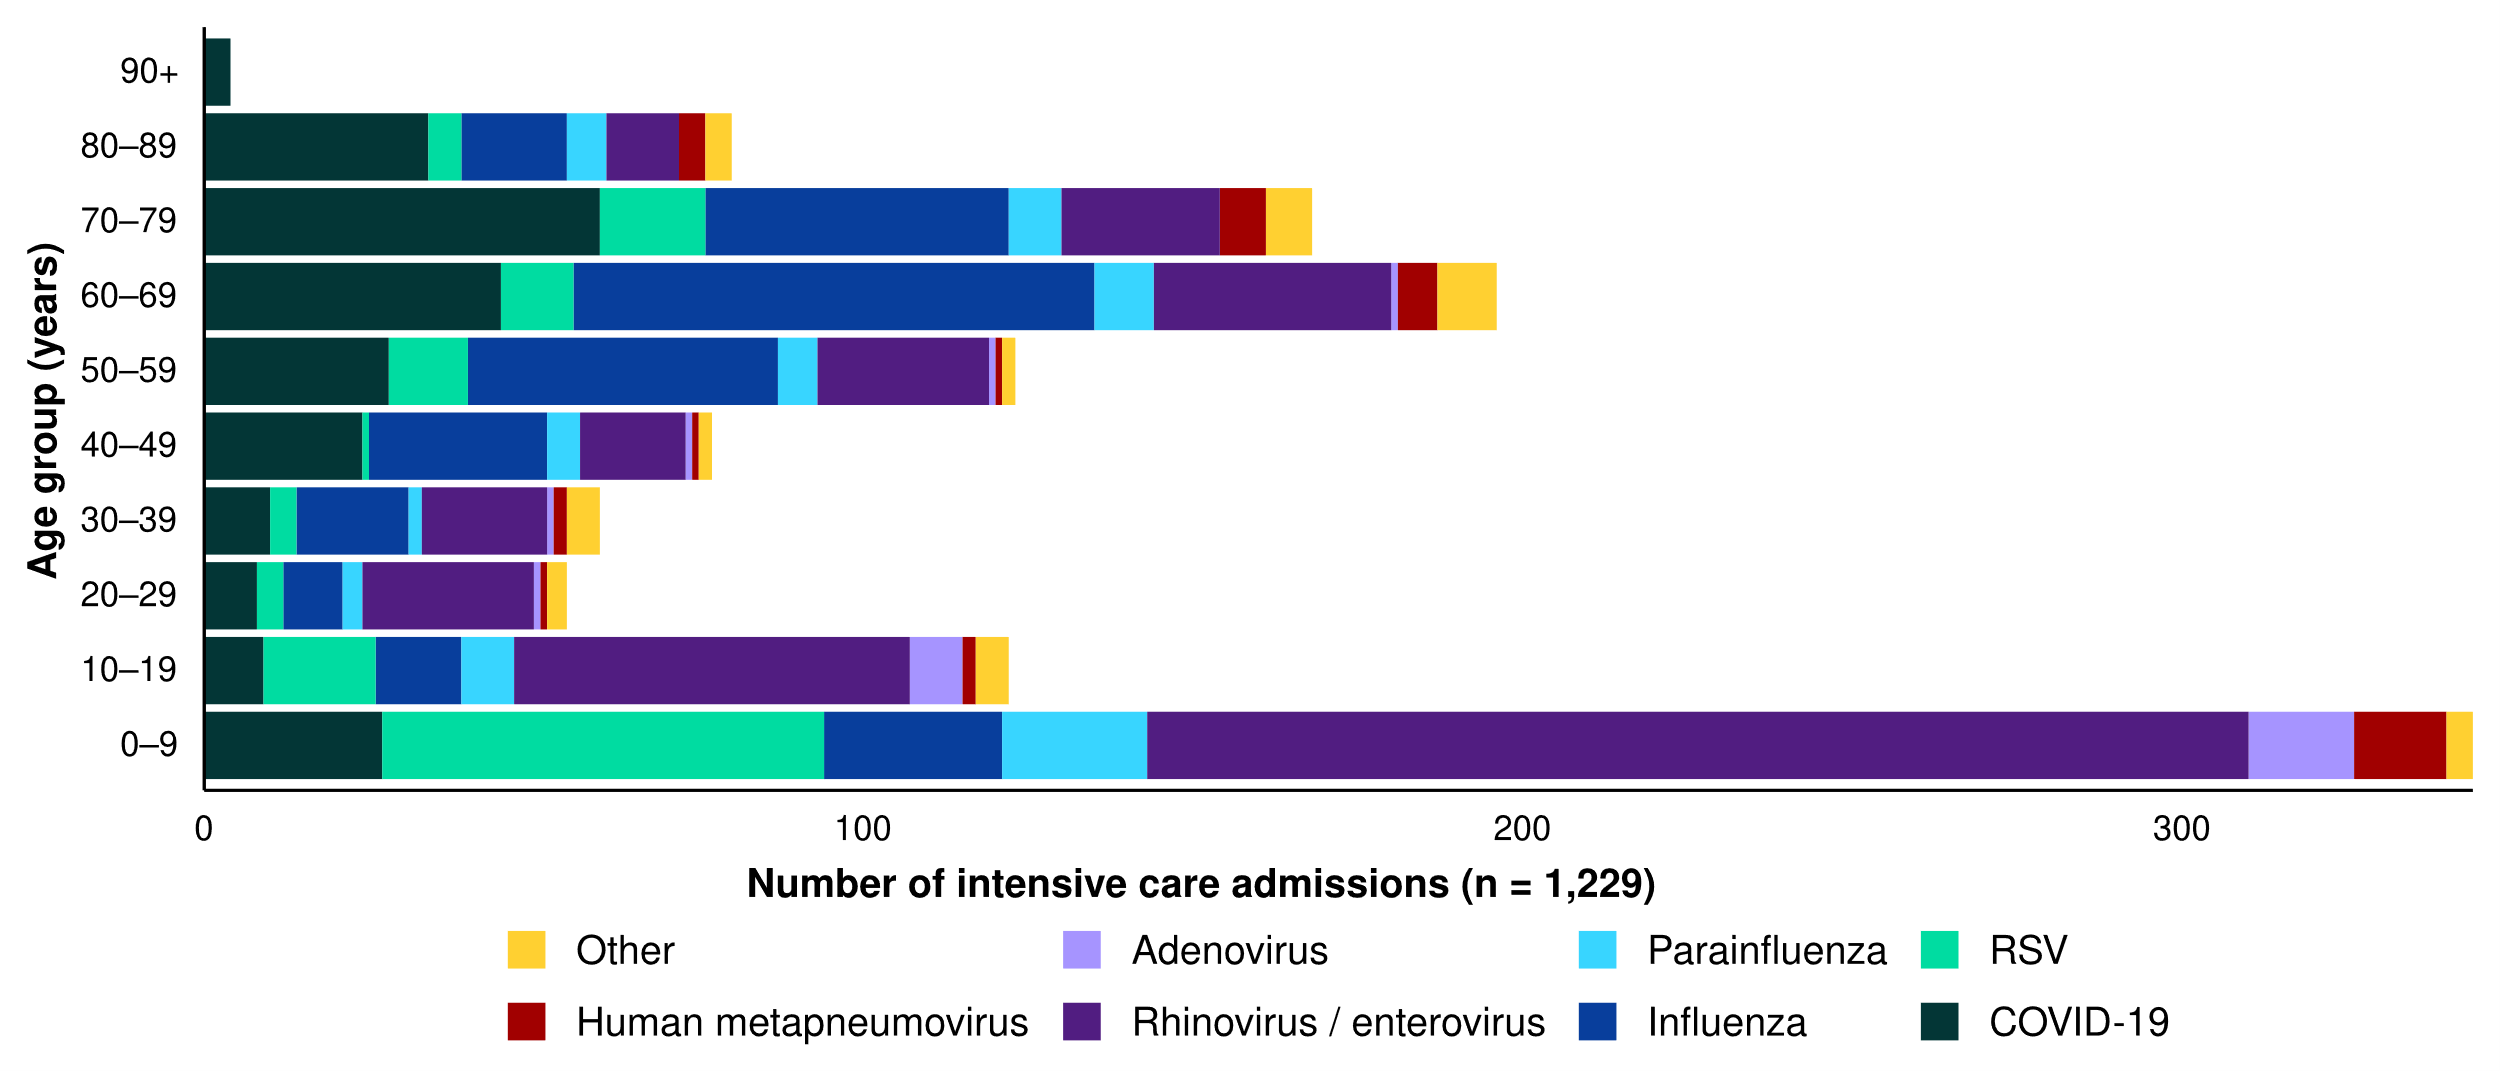 90+
80–89
70–79
60–69
50–59
40–49
30–39
20–29
10–19
0–9
Age group (years)
0 100 200 300
Number of intensive care admissions (n = 1,229)
Other Adenovirus Parainfluenza RSV
Human metapneumovirus Rhinovirus / enterovirus Influenza COVID-19